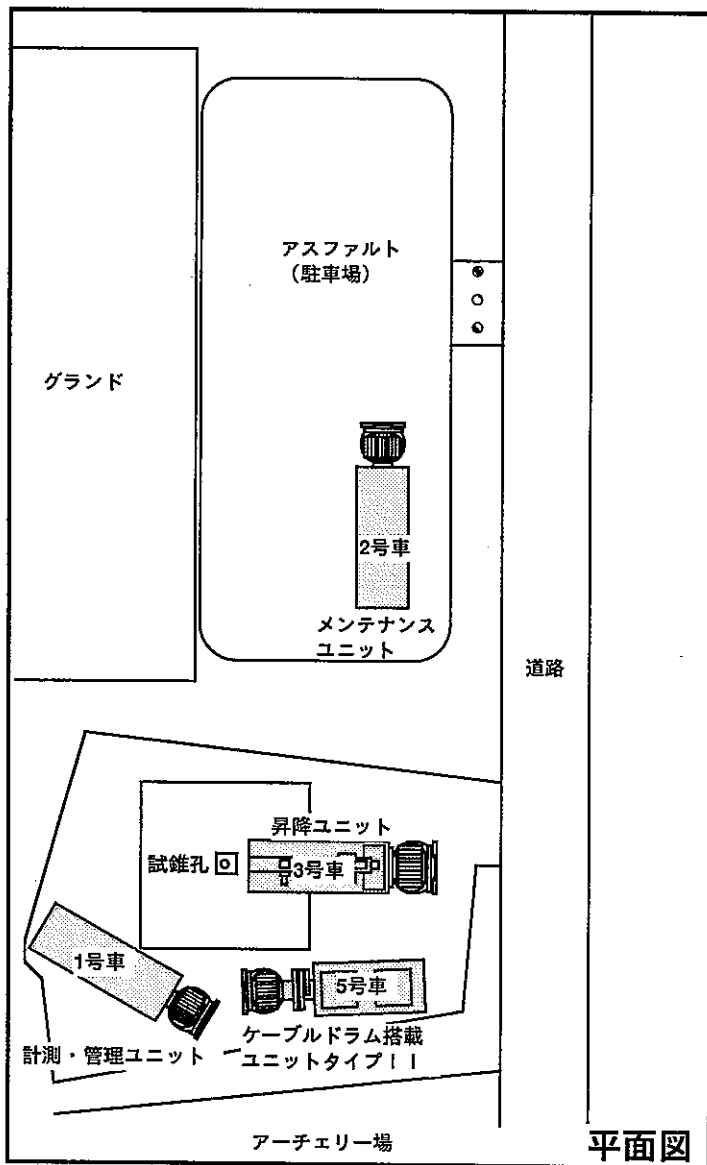 アスファルト
（駐車場）
グランド
2号車
メンテナンス
ユニット
道路
昇降ユニット
試錐孔
3号車
1号車
5号車
計測・管理ユニット
ケーブルドラム搭載
ユニットタイプ！！
アーチェリー場
平面図